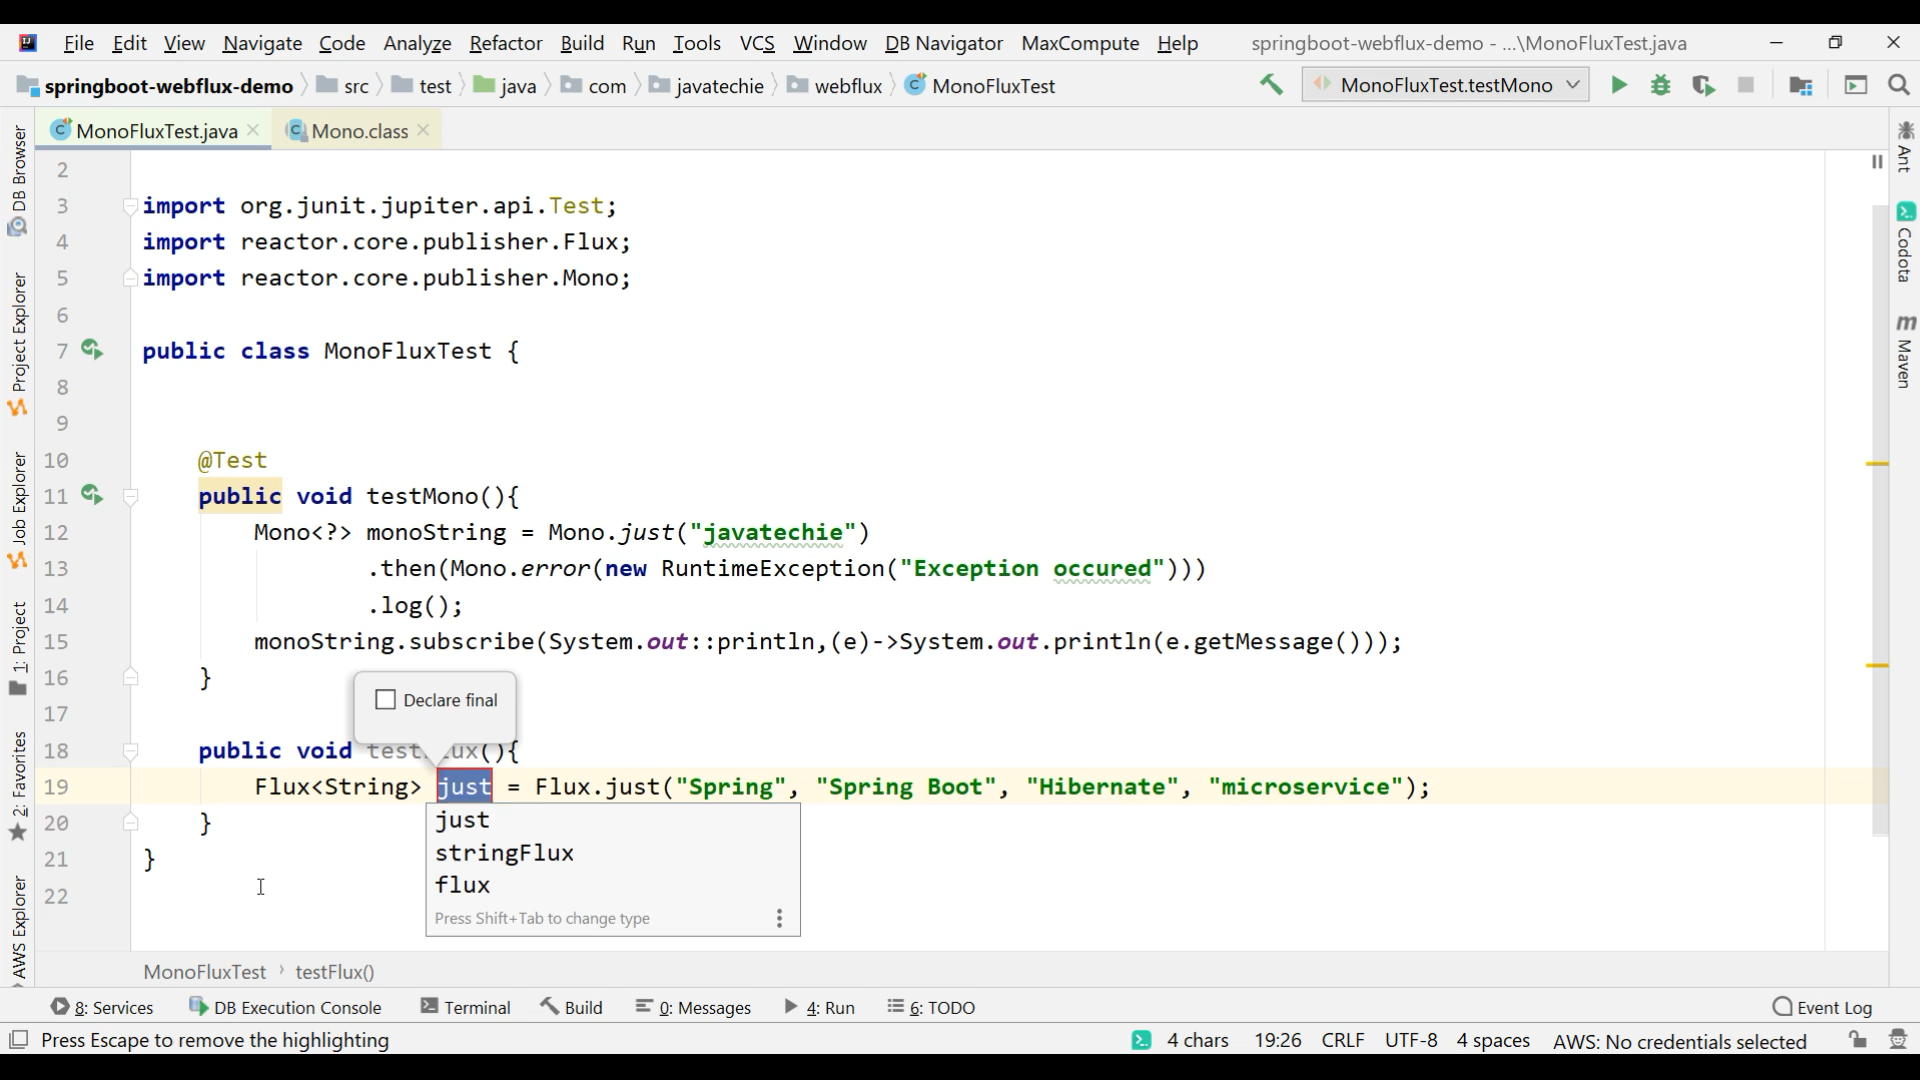 File Edit View Navigate Code Analyze Refactor Build Run Tools VCS Window DB Navigator MaxCompute Help springboot-webflux-demo - ...\MonoFluxTest.java
springboot-webflux-demo src test java com javatechie webflux MonoFluxTest MonoFluxTest.testMono
MonoFluxTest.java Mono.class
DB Browser
Project Explorer
Job Explorer
1: Project
2: Favorites
AWS Explorer
2
3 import org.junit.jupiter.api.Test;
4 import reactor.core.publisher.Flux;
5 import reactor.core.publisher.Mono;
6
7 public class MonoFluxTest {
8
9
10 @Test
11 public void testMono(){
12 Mono<?> monoString = Mono.just("javatechie")
13 .then(Mono.error(new RuntimeException("Exception occured")))
14 .log();
15 monoString.subscribe(System.out::println,(e)->System.out.println(e.getMessage()));
16 }
Declare final
17
18 public void test ux(){
19 Flux<String> just = Flux.just("Spring", "Spring Boot", "Hibernate", "microservice");
20 }
21 }
22
just
stringFlux
flux
Press Shift+Tab to change type
Ant
Codota
Maven
MonoFluxTest › testFlux()
8: Services DB Execution Console Terminal Build 0: Messages 4: Run 6: TODO Event Log
Press Escape to remove the highlighting 4 chars 19:26 CRLF UTF-8 4 spaces AWS: No credentials selected